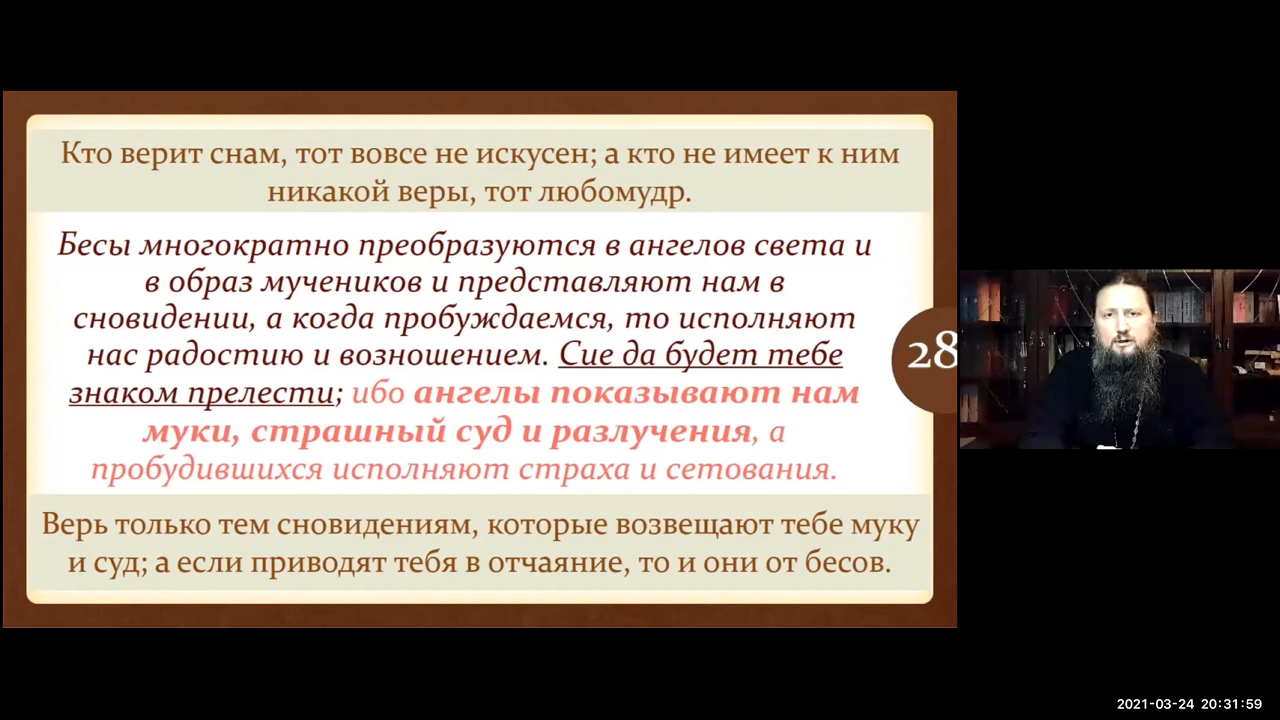 Кто верит снам, тот вовсе не искусен; а кто не имеет к ним
никакой веры, тот любомудр.
Бесы многократно преобразуются в ангелов света и
в образ мучеников и представляют нам в
сновидении, а когда пробуждаемся, то исполняют
нас радостию и возношением. Сие да будет тебе
знаком прелести; ибо ангелы показывают нам
муки, страшный суд и разлучения, а
пробудившихся исполняют страха и сетования.
28
Верь только тем сновидениям, которые возвещают тебе муку
и суд; а если приводят тебя в отчаяние, то и они от бесов.
2021-03-24 20:31:59